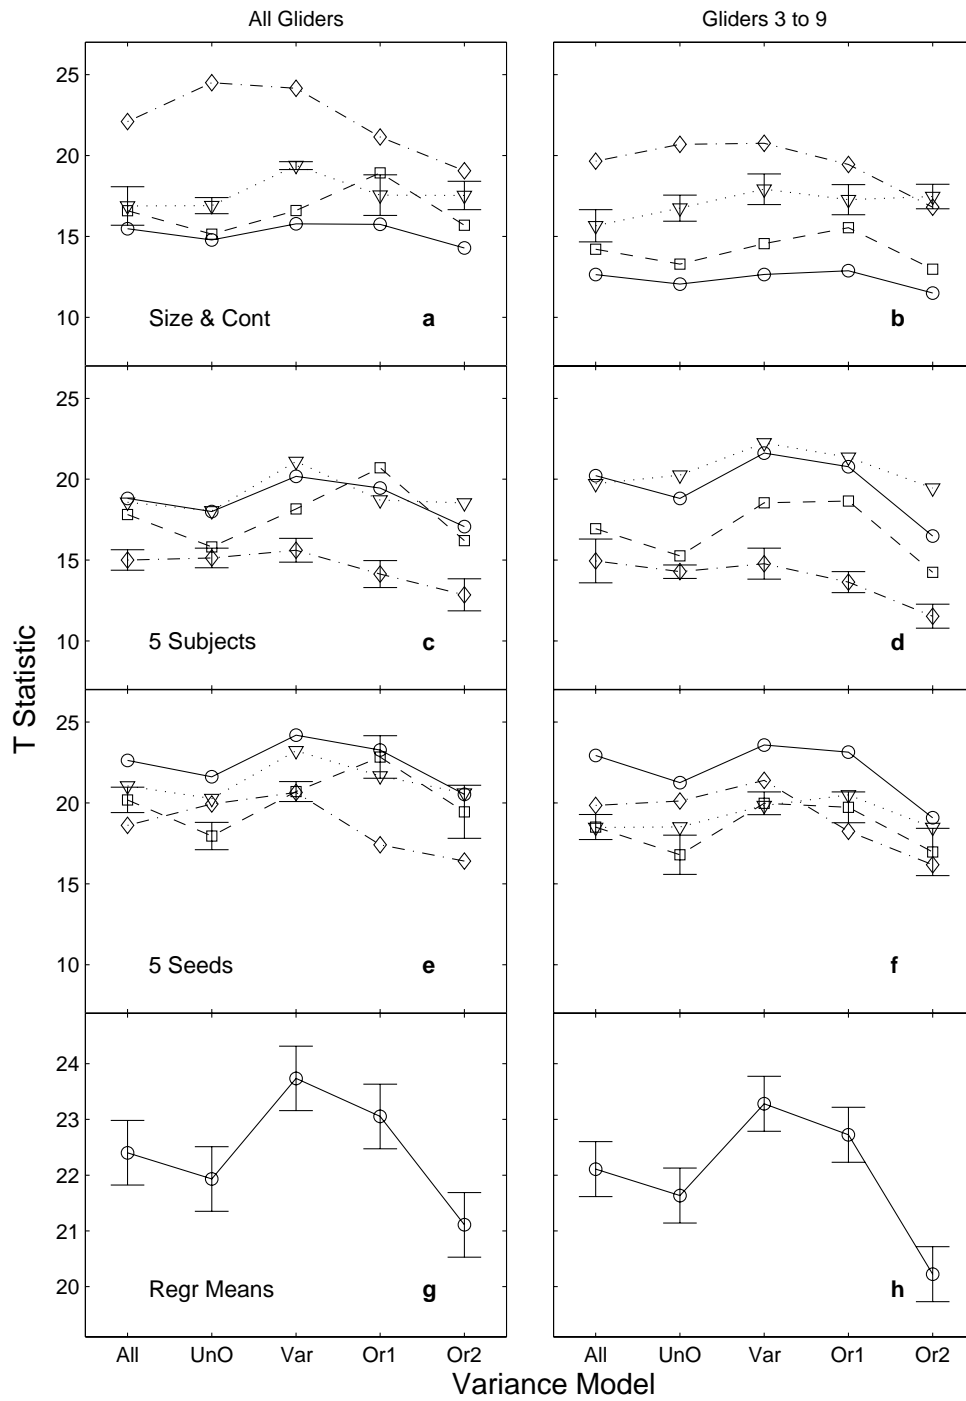 All Gliders
Gliders 3 to 9
25
20
15
10
Size & Cont
a
b
25
20
15
10
5 Subjects
c
d
25
20
15
10
5 Seeds
e
f
24
23
22
21
20
Regr Means
g
h
T Statistic
All UnO Var Or1 Or2
All UnO Var Or1 Or2
Variance Model